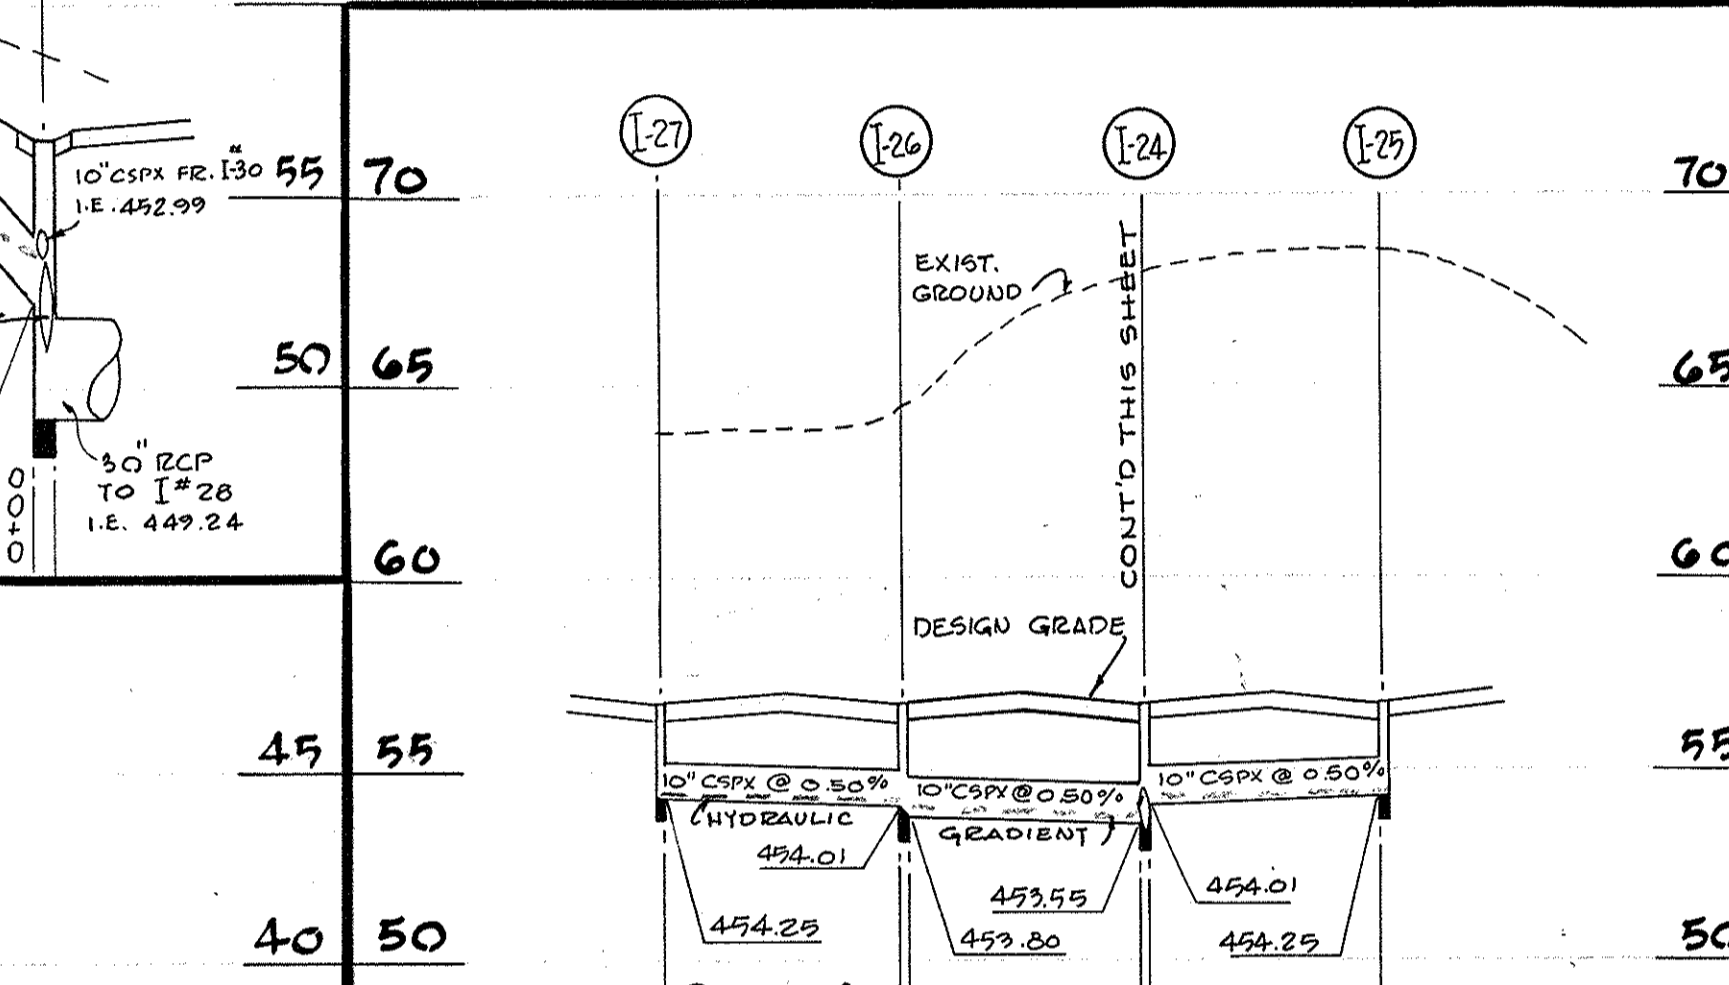 I-27
I-26
I-24
I-25
10" CSPX FR. I#-30
I.E. 452.99
55
70
70
EXIST.
GROUND
CONT'D THIS SHEET
50
65
65
30" RCP
TO I#28
I.E. 449.24
0+00
60
60
DESIGN GRADE
45
55
55
10" CSPX @ 0.50%
10" CSPX @ 0.50%
10" CSPX @ 0.50%
HYDRAULIC
GRADIENT
454.01
453.55
454.01
454.25
453.80
454.25
40
50
50